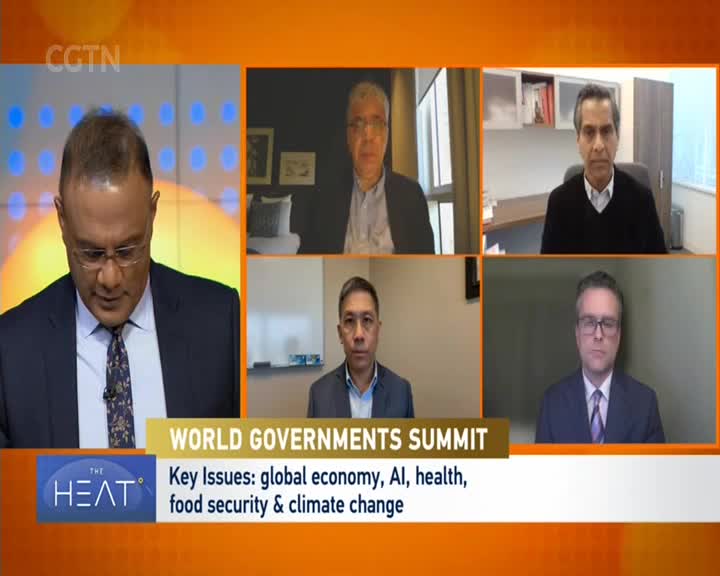 CGTN
WORLD GOVERNMENTS SUMMIT
THE
HEAT
Key Issues: global economy, AI, health,
food security & climate change